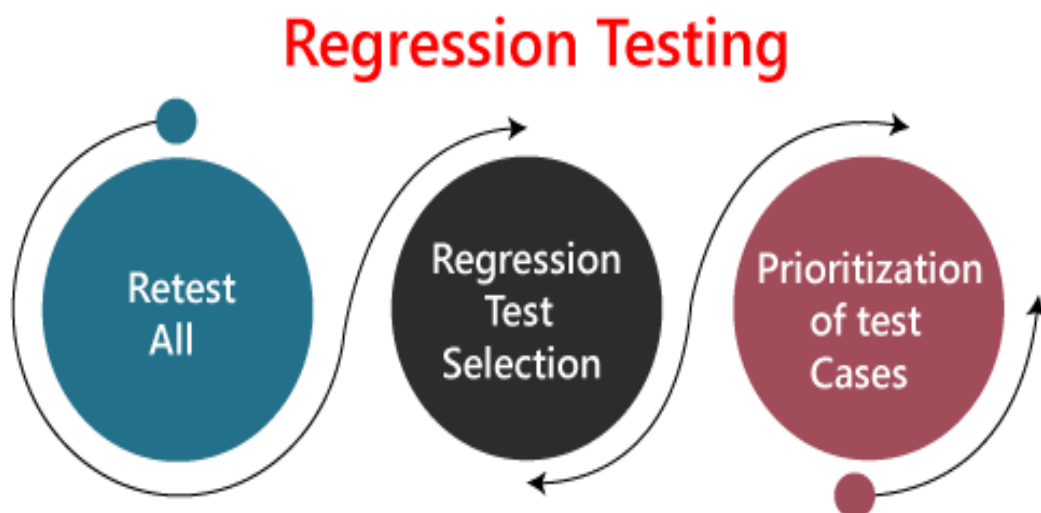 Regression Testing
Retest
All
Regression
Test
Selection
Prioritization
of test
Cases